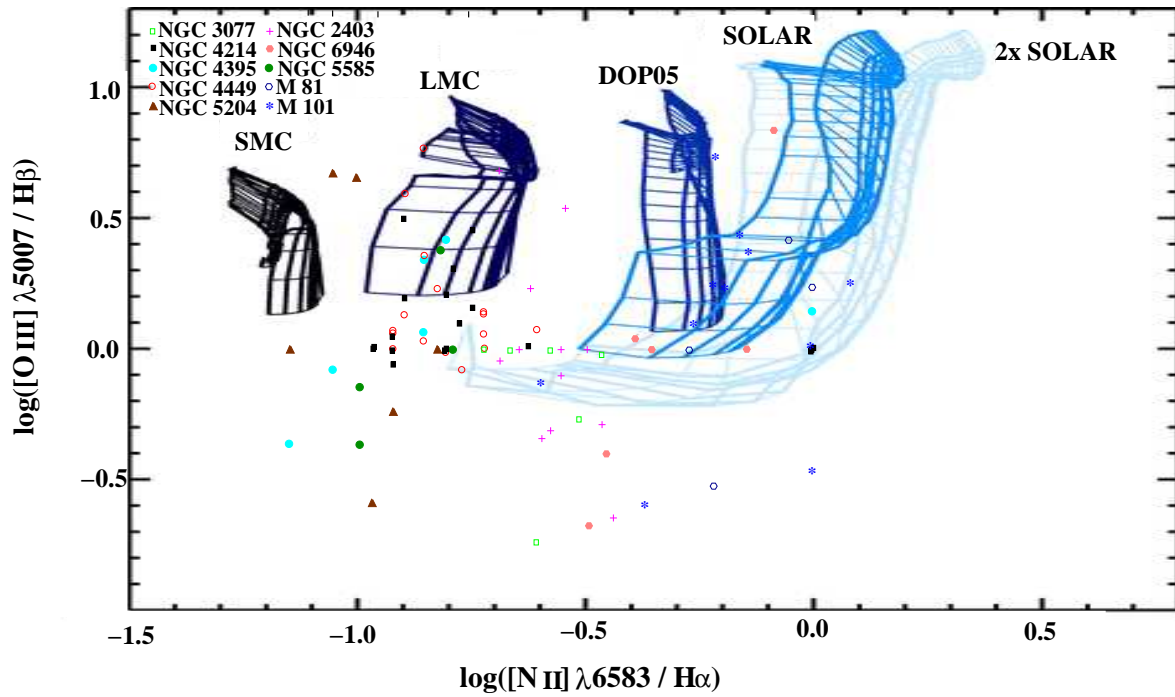 NGC 3077 NGC 2403
NGC 4214 NGC 6946
NGC 4395 NGC 5585
NGC 4449 M 81
NGC 5204 M 101
SMC
LMC
DOP05
SOLAR
2x SOLAR
1.0
0.5
0.0
−0.5
−1.5
−1.0
−0.5
0.0
0.5
log([O III] λ5007 / Hβ)
log([N II] λ6583 / Hα)